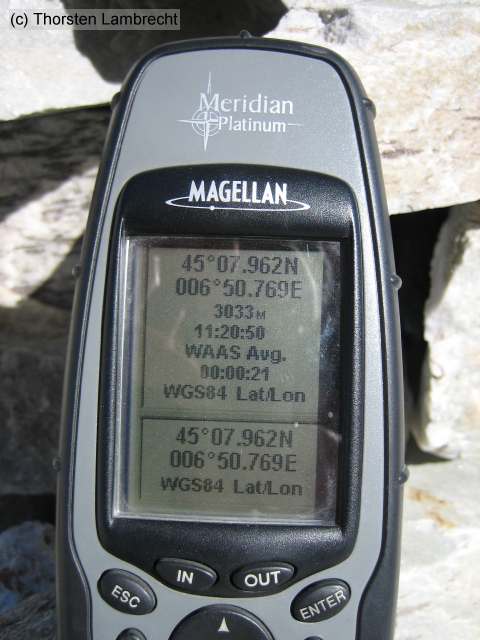 (c) Thorsten Lambrecht
Meridian
Platinum
MAGELLAN
45°07.962N
006°50.769E
3033M
11:20:50
WAAS Avg.
00:00:21
WGS84 Lat/Lon
45°07.962N
006°50.769E
WGS84 Lat/Lon
IN OUT
ESC ENTER